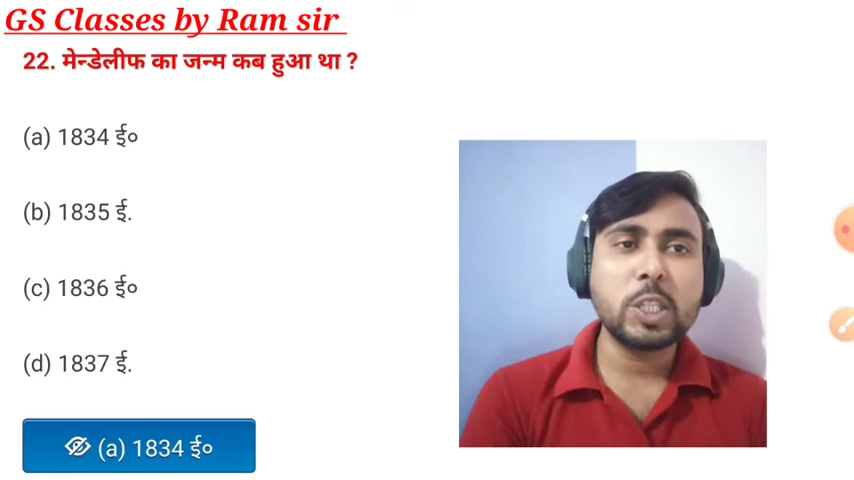 GS Classes by Ram sir
22. मेन्डेलीफ का जन्म कब हुआ था ?
(a) 1834 ई०
(b) 1835 ई.
(c) 1836 ई०
(d) 1837 ई.
(a) 1834 ई०